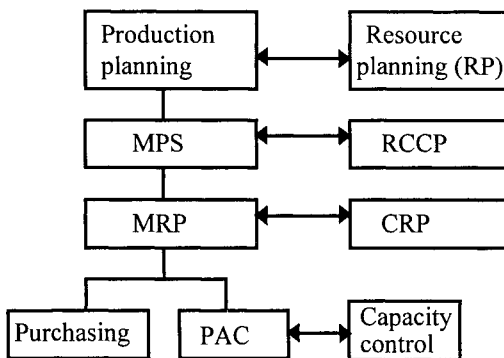 Production
planning
Resource
planning (RP)
MPS
RCCP
MRP
CRP
Purchasing
PAC
Capacity
control